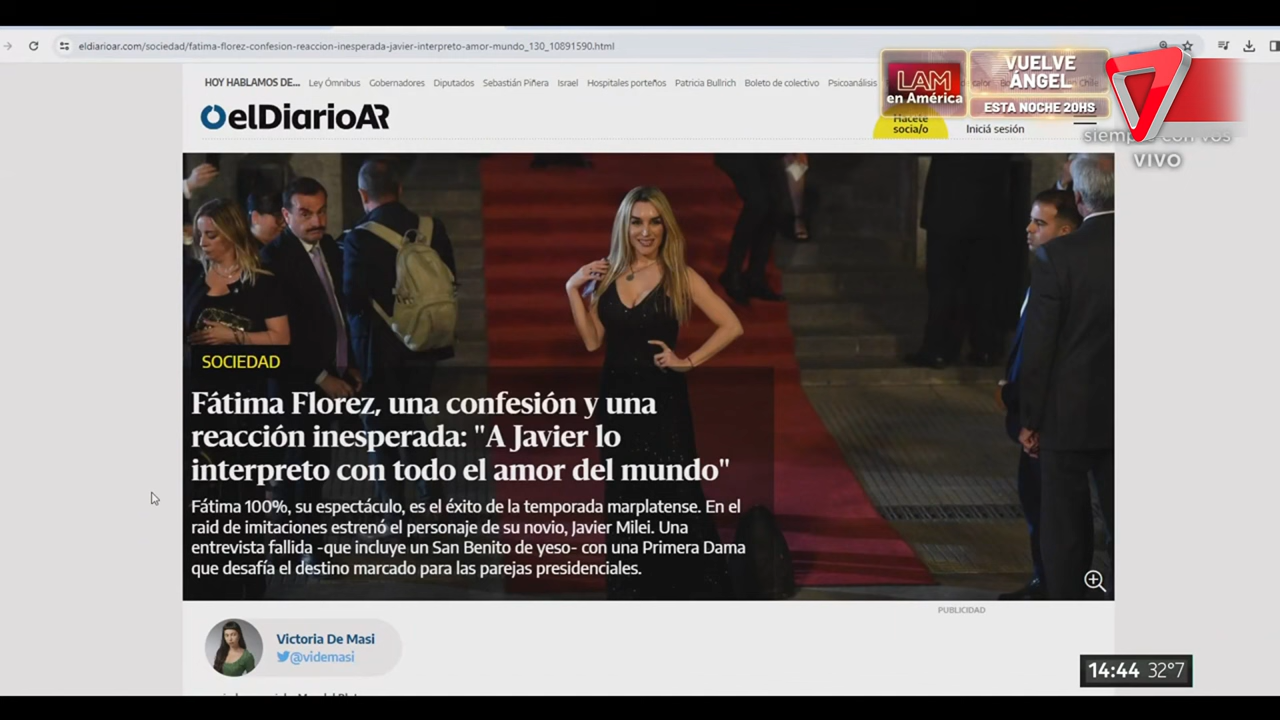 eldiarioar.com/sociedad/fatima-florez-confesion-reaccion-inesperada-javier-interpreto-amor-mundo_130_10891590.html
LAM
en América
VUELVE
ÁNGEL
ESTA NOCHE 20HS
HOY HABLAMOS DE... Ley Ómnibus Gobernadores Diputados Sebastián Piñera Israel Hospitales porteños Patricia Bullrich Boleto de colectivo Psicoanálisis
elDiarioAR
Hacete
socia/o
Iniciá sesión
siempre con vos
VIVO
SOCIEDAD
Fátima Florez, una confesión y una
reacción inesperada: "A Javier lo
interpreto con todo el amor del mundo"
Fátima 100%, su espectáculo, es el éxito de la temporada marplatense. En el
raid de imitaciones estrenó el personaje de su novio, Javier Milei. Una
entrevista fallida -que incluye un San Benito de yeso- con una Primera Dama
que desafía el destino marcado para las parejas presidenciales.
PUBLICIDAD
Victoria De Masi
@videmasi
14:44 32°7